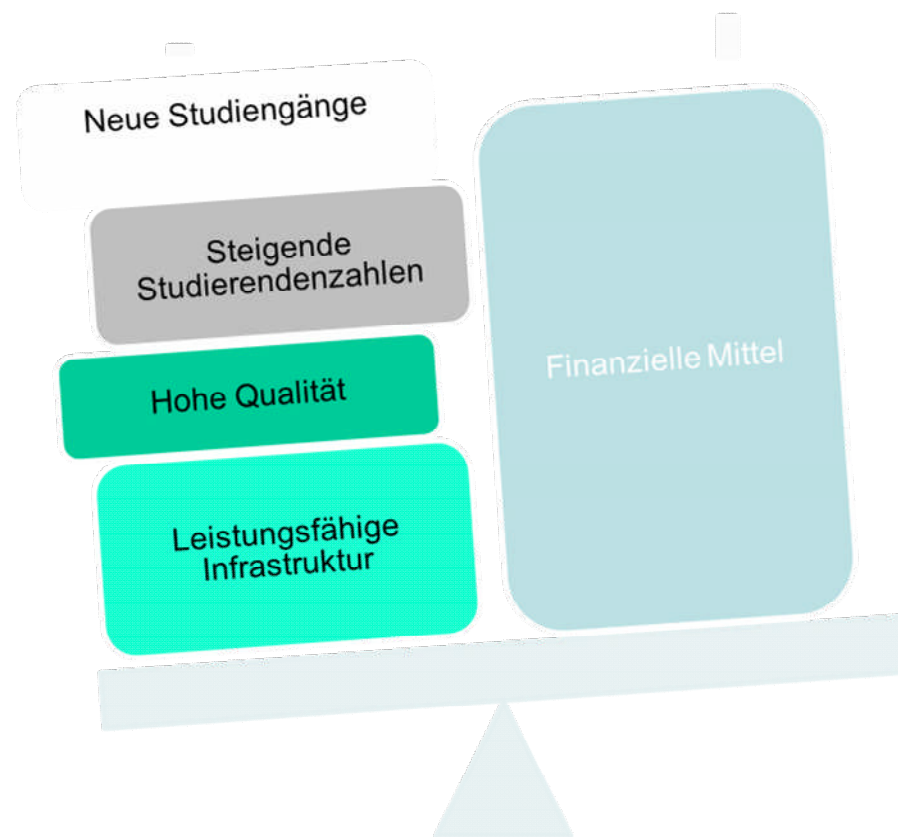 Neue Studiengänge
Steigende
Studierendenzahlen
Hohe Qualität
Leistungsfähige
Infrastruktur
Finanzielle Mittel